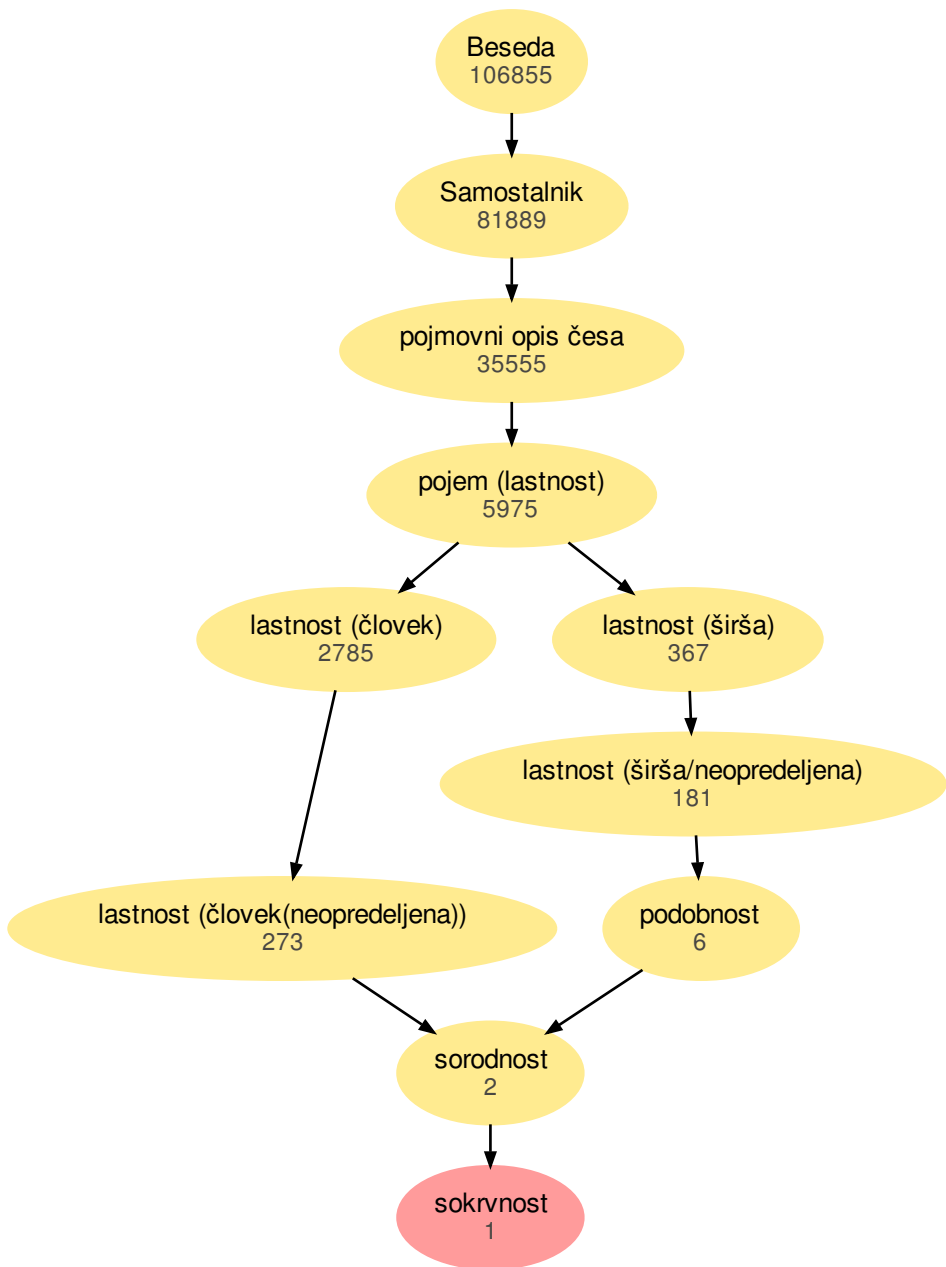 Beseda
106855
Samostalnik
81889
pojmovni opis česa
35555
pojem (lastnost)
5975
lastnost (človek)
2785
lastnost (širša)
367
lastnost (širša/neopredeljena)
181
lastnost (človek(neopredeljena))
273
podobnost
6
sorodnost
2
sokrvnost
1